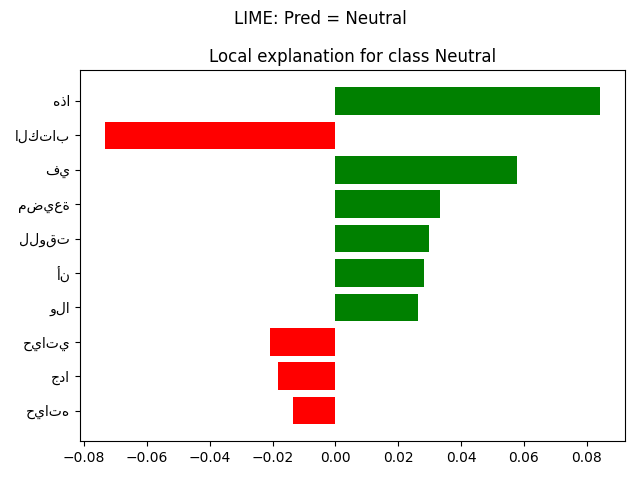 LIME: Pred = Neutral
Local explanation for class Neutral
هذا
الكتاب
في
مضيعة
للوقت
أن
ولا
حياتي
جدا
حياته
−0.08 −0.06 −0.04 −0.02 0.00 0.02 0.04 0.06 0.08